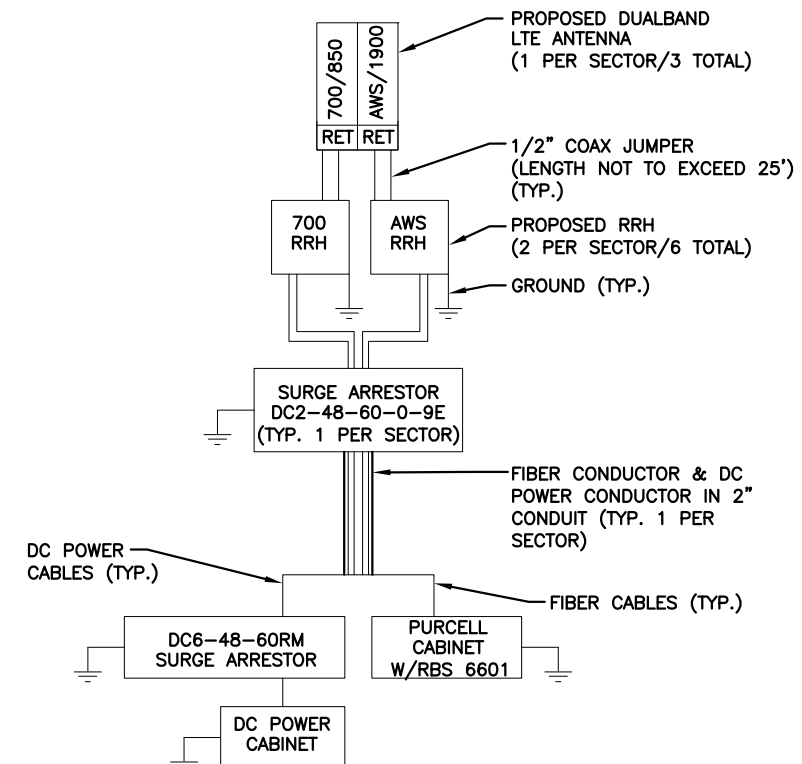 PROPOSED DUALBAND
LTE ANTENNA
(1 PER SECTOR/3 TOTAL)
700/850
AWS/1900
RET RET
1/2" COAX JUMPER
(LENGTH NOT TO EXCEED 25')
(TYP.)
700
RRH
AWS
RRH
PROPOSED RRH
(2 PER SECTOR/6 TOTAL)
GROUND (TYP.)
SURGE ARRESTOR
DC2-48-60-0-9E
(TYP. 1 PER SECTOR)
FIBER CONDUCTOR & DC
POWER CONDUCTOR IN 2"
CONDUIT (TYP. 1 PER
SECTOR)
DC POWER
CABLES (TYP.)
FIBER CABLES (TYP.)
DC6-48-60RM
SURGE ARRESTOR
PURCELL
CABINET
W/RBS 6601
DC POWER
CABINET